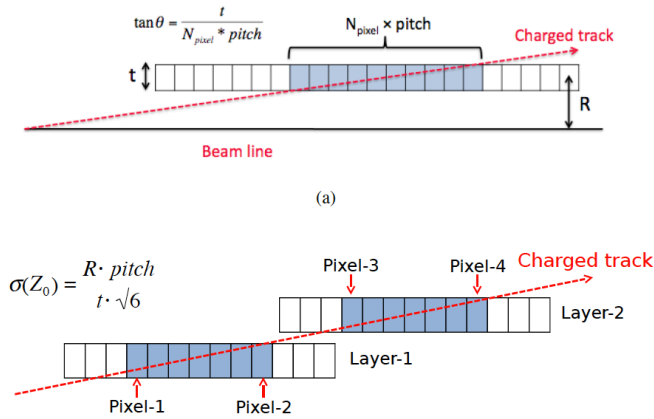 tanθ = t / N_pixel * pitch
N_pixel × pitch
Charged track
t
R
Beam line
(a)
σ(Z₀) = R· pitch / t · √6
Pixel-3
Pixel-4
Charged track
Layer-2
Layer-1
Pixel-1
Pixel-2